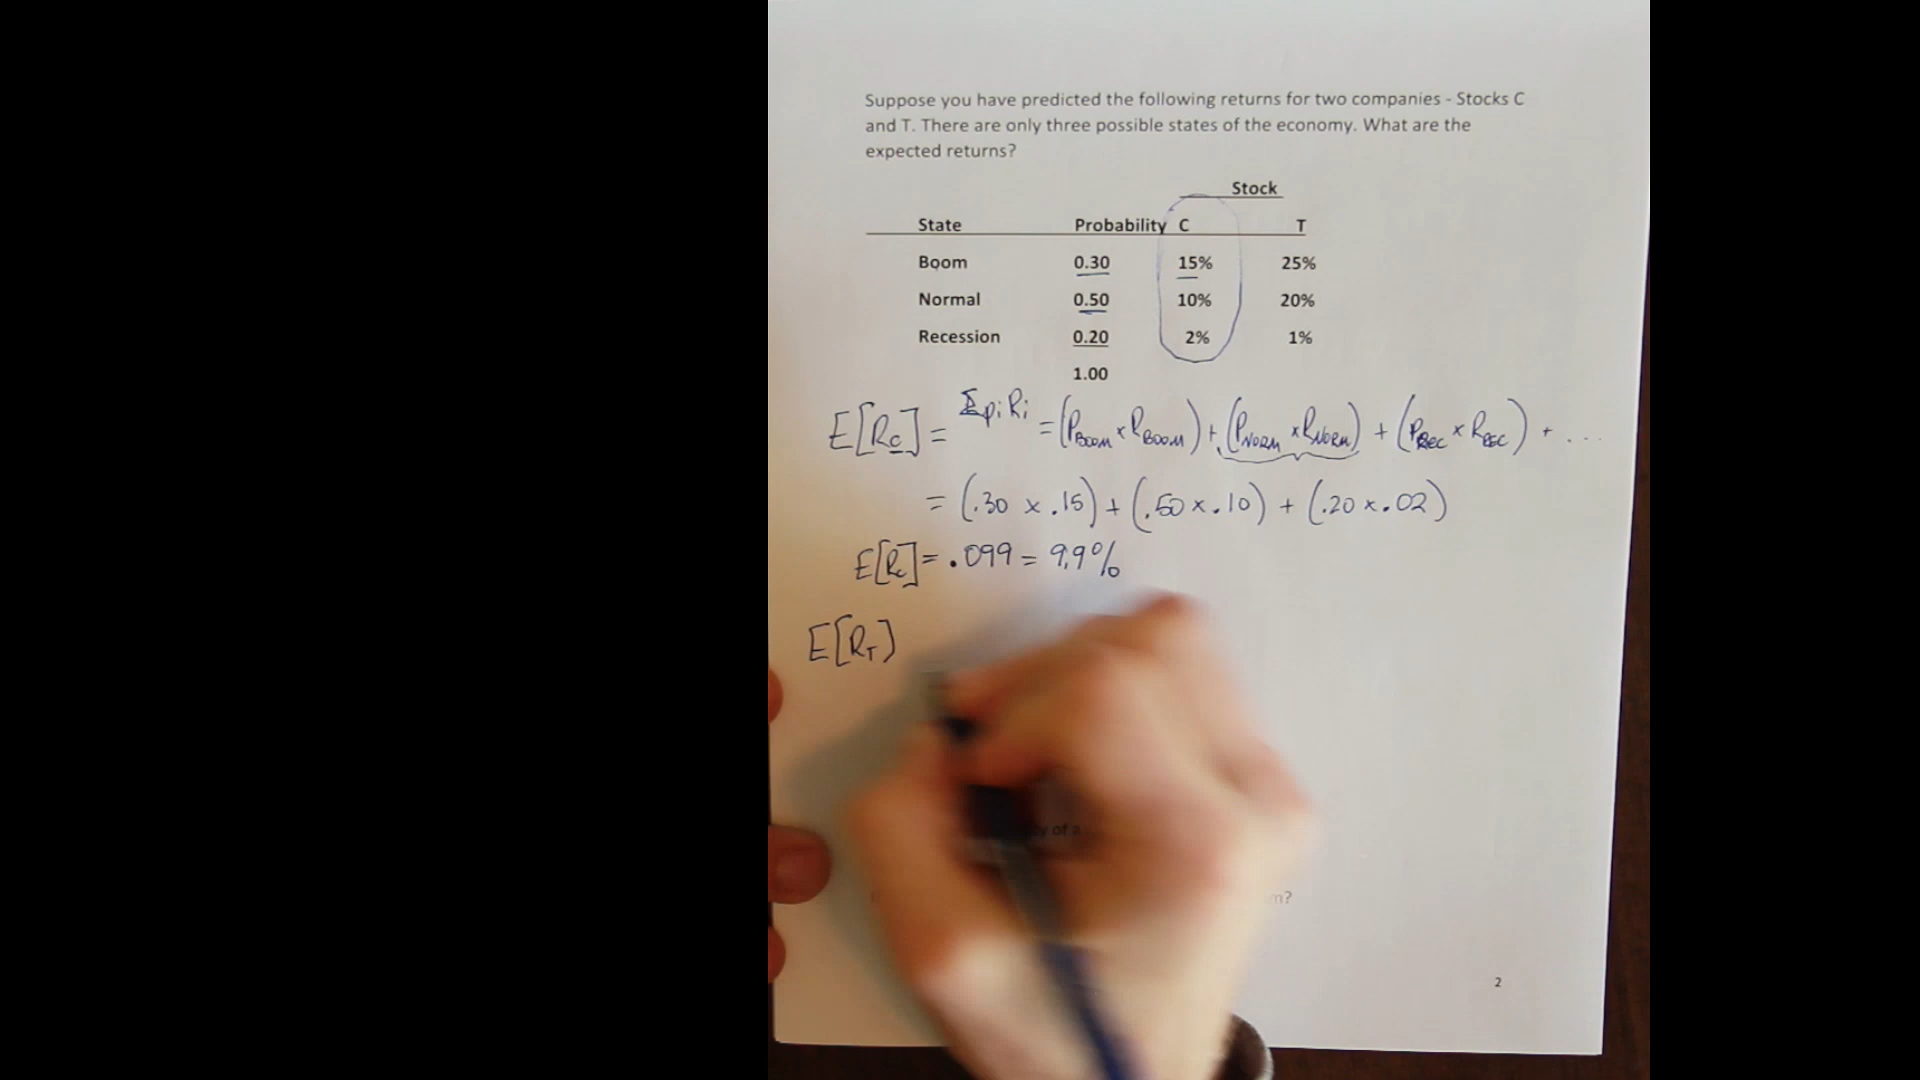 Suppose you have predicted the following returns for two companies - Stocks C
and T. There are only three possible states of the economy. What are the
expected returns?
Stock
State Probability C T
Boom 0.30 15% 25%
Normal 0.50 10% 20%
Recession 0.20 2% 1%
1.00
E[Rc] = Σ pi Ri = (PBOOM × RBOOM) + (PNORM × RNORM) + (PREC × RREC) + ...
= (.30 × .15) + (.50 × .10) + (.20 × .02)
E[Rc] = .099 = 9.9%
E[RT)
of a
2